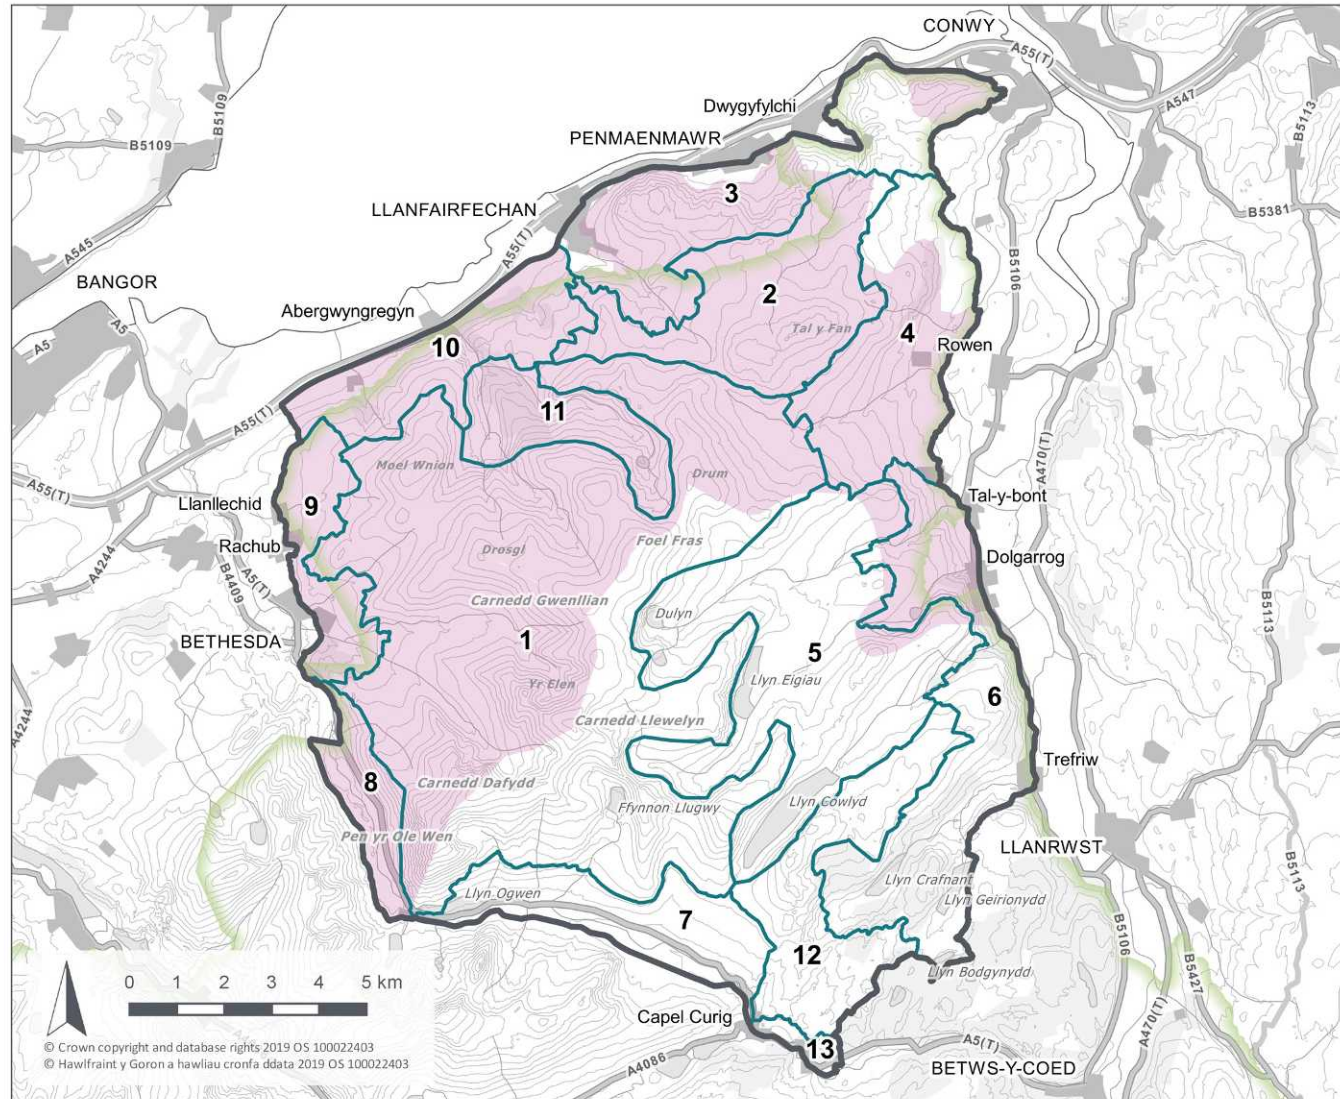 CONWY
A55(T)
B5109
Dwygyfylchi
A547
B5113
B5109
PENMAENMAWR
3
LLANFAIRFECHAN
A55(T)
B5381
A545
B5106
BANGOR
2
Abergwyngregyn
Tal y Fan
4
A5
A5
10
Rowen
11
A55(T)
A470(T)
Moel Wnion
Drum
A55(T)
Tal-y-bont
Llanllechid
9
Foel Fras
Rachub
Drosgl
Dolgarrog
A4244
B4409
A5(T)
Carnedd Gwenllian
Dulyn
B5113
BETHESDA
1
5
Yr Elen
Llyn Eigiau
6
A4244
Carnedd Llewelyn
Trefriw
8
Carnedd Dafydd
Ffynnon Llugwy
Llyn Cowlyd
Pen yr Ole Wen
LLANRWST
B5113
Llyn Crafnant
Llyn Ogwen
Llyn Geirionydd
7
B5106
12
Llyn Bodgynydd
B5427
0 1 2 3 4 5 km
Capel Curig
A470(T)
13
A5(T)
© Crown copyright and database rights 2019 OS 100022403
© Hawlfraint y Goron a hawliau cronfa ddata 2019 OS 100022403
A4086
BETWS-Y-COED